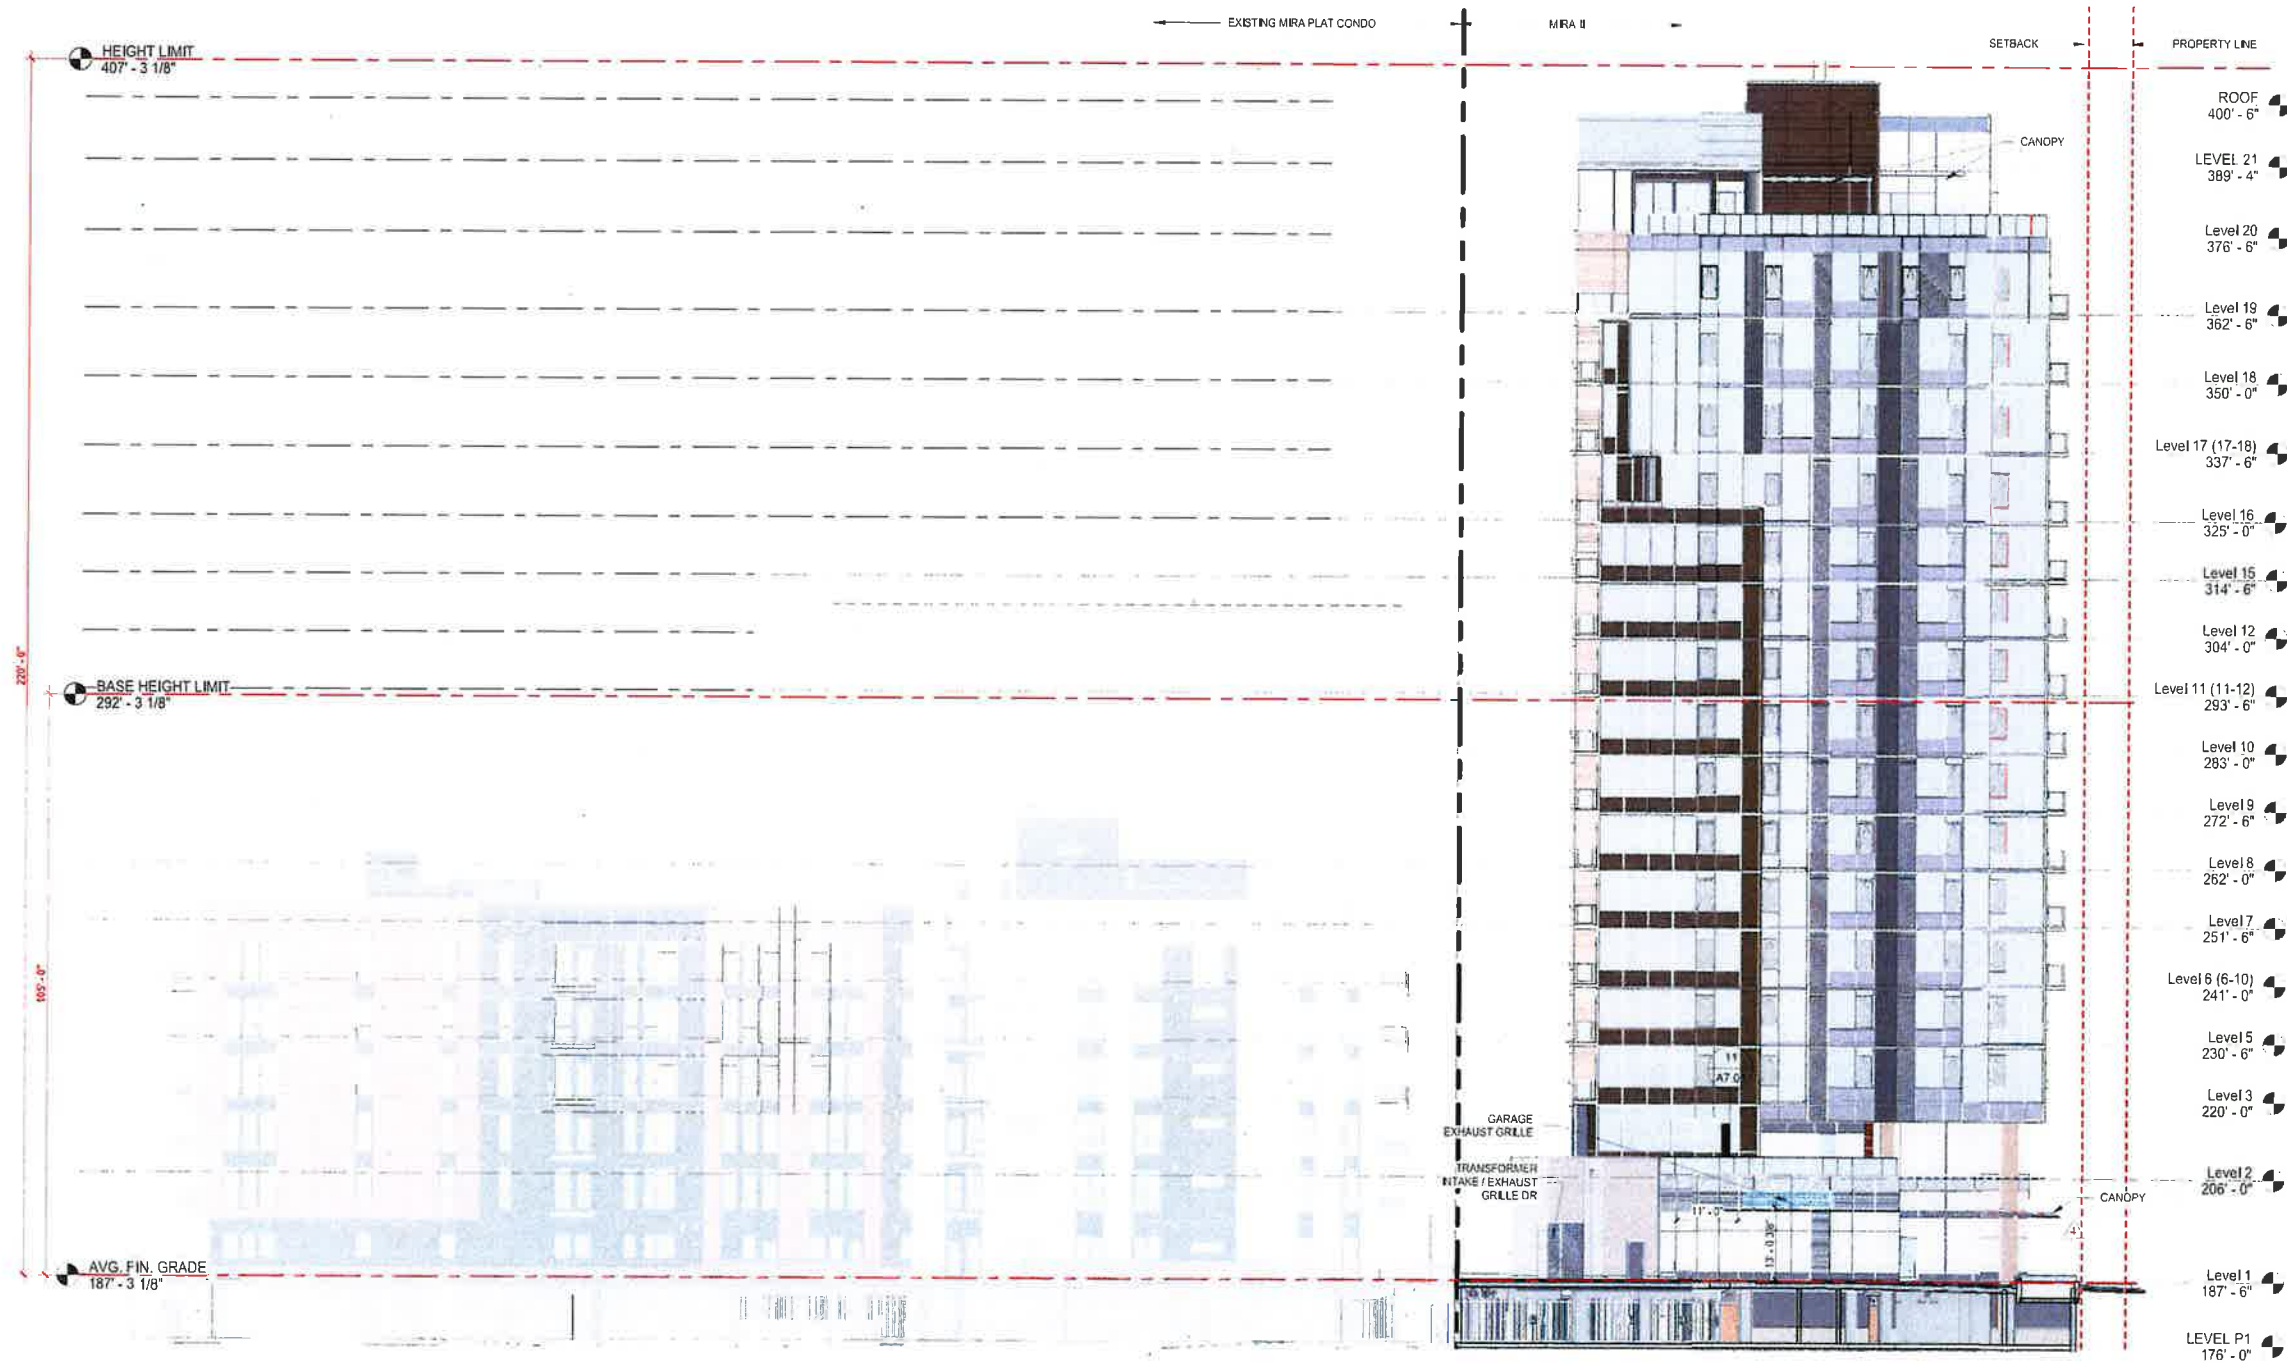 EXISTING MIRA PLAT CONDO
MIRA II
SETBACK
PROPERTY LINE
HEIGHT LIMIT
407' - 3 1/8"
ROOF
400' - 6"
CANOPY
LEVEL 21
389' - 4"
Level 20
376' - 6"
Level 19
362' - 6"
Level 18
350' - 0"
Level 17 (17-18)
337' - 6"
Level 16
325' - 0"
Level 15
314' - 6"
Level 12
304' - 0"
220' - 0"
BASE HEIGHT LIMIT
292' - 3 1/8"
Level 11 (11-12)
293' - 6"
Level 10
283' - 0"
Level 9
272' - 6"
Level 8
262' - 0"
Level 7
251' - 6"
105' - 0"
Level 6 (6-10)
241' - 0"
Level 5
230' - 6"
11
Level 3
220' - 0"
GARAGE
EXHAUST GRILLE
TRANSFORMER
INTAKE / EXHAUST
GRILLE DR
Level 2
206' - 0"
CANOPY
11' - 0"
4
AVG. FIN. GRADE
187' - 3 1/8"
Level 1
187' - 6"
LEVEL P1
176' - 0"